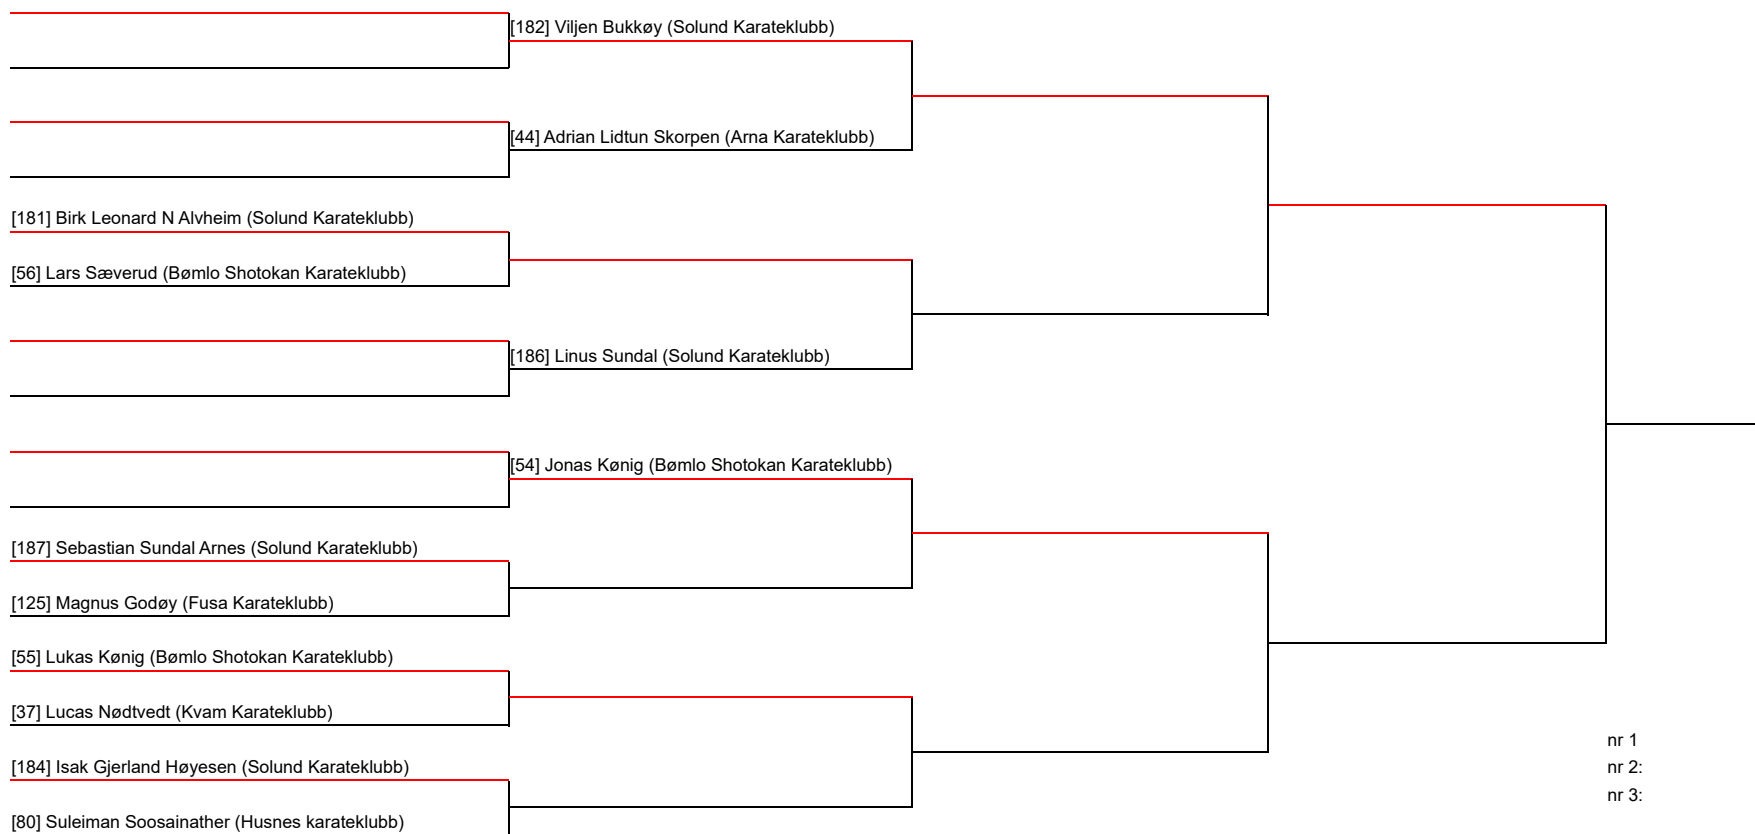 [182] Viljen Bukkøy (Solund Karateklubb)
[44] Adrian Lidtun Skorpen (Arna Karateklubb)
[181] Birk Leonard N Alvheim (Solund Karateklubb)
[56] Lars Sæverud (Bømlo Shotokan Karateklubb)
[186] Linus Sundal (Solund Karateklubb)
[54] Jonas Kønig (Bømlo Shotokan Karateklubb)
[187] Sebastian Sundal Arnes (Solund Karateklubb)
[125] Magnus Godøy (Fusa Karateklubb)
[55] Lukas Kønig (Bømlo Shotokan Karateklubb)
[37] Lucas Nødtvedt (Kvam Karateklubb)
[184] Isak Gjerland Høyesen (Solund Karateklubb)
[80] Suleiman Soosainather (Husnes karateklubb)
nr 1
nr 2:
nr 3: